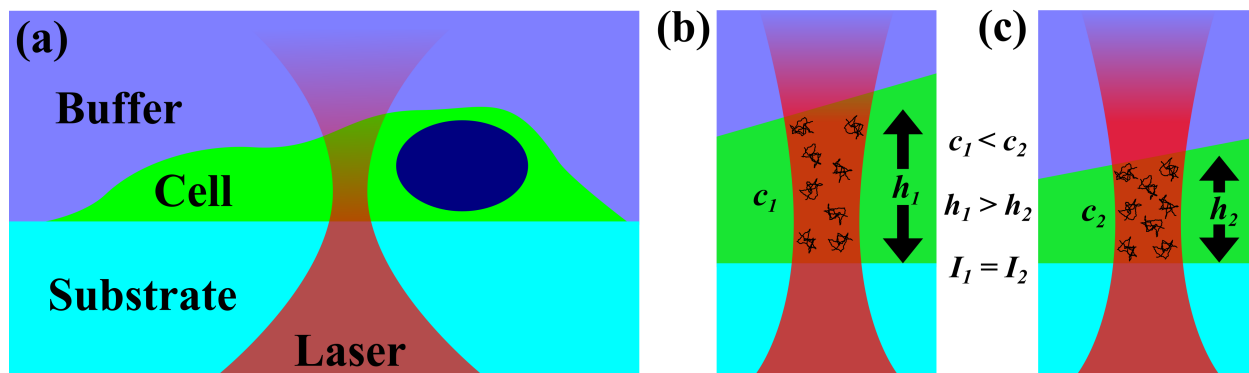 (a)
Buffer
Cell
Substrate
Laser
(b)
c₁
h₁
c₁ < c₂
h₁ > h₂
I₁ = I₂
(c)
c₂
h₂